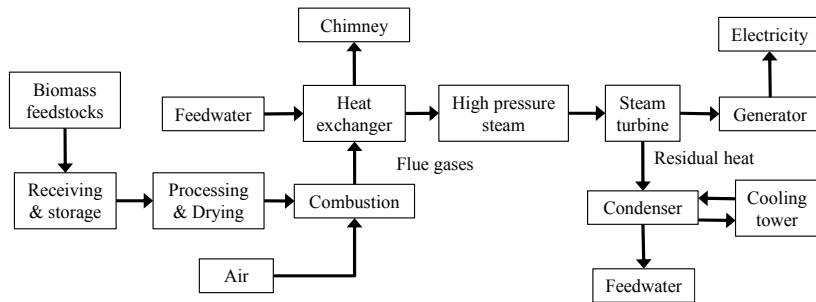 Chimney
Electricity
Biomass
feedstocks
Feedwater
Heat
exchanger
High pressure
steam
Steam
turbine
Generator
Flue gases
Residual heat
Receiving
& storage
Processing
& Drying
Combustion
Condenser
Cooling
tower
Air
Feedwater